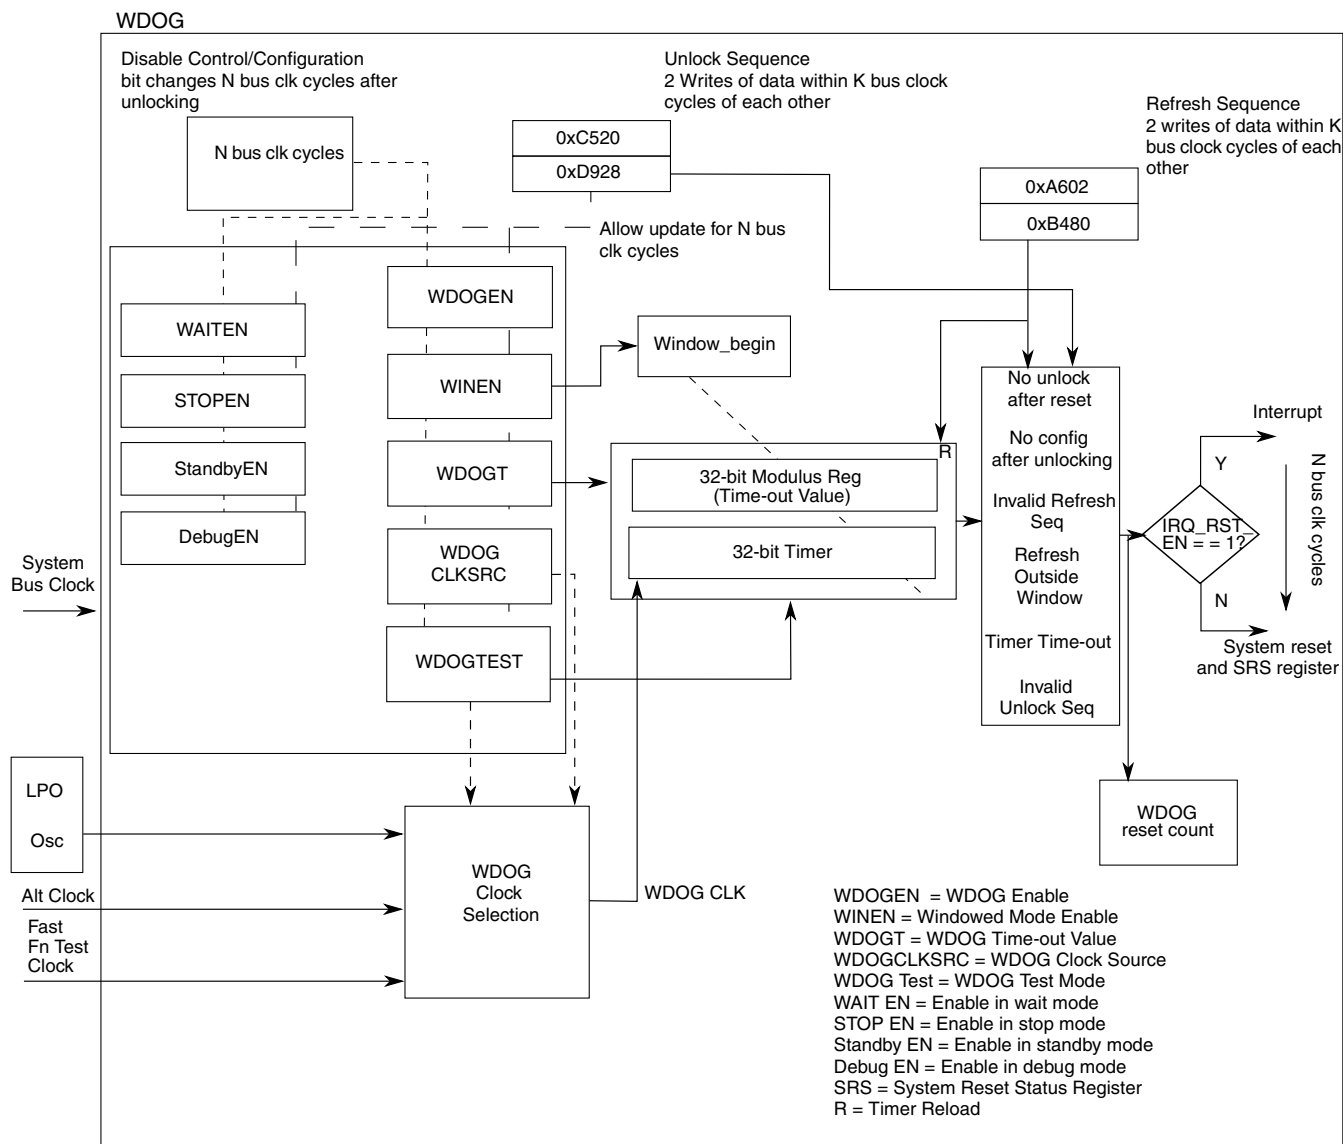 WDOG
Disable Control/Configuration
bit changes N bus clk cycles after
unlocking
N bus clk cycles
Unlock Sequence
2 Writes of data within K bus clock
cycles of each other
0xC520
0xD928
Allow update for N bus
clk cycles
Refresh Sequence
2 writes of data within K
bus clock cycles of each
other
0xA602
0xB480
WAITEN
STOPEN
StandbyEN
DebugEN
WDOGEN
WINEN
WDOGT
WDOG
CLKSRC
WDOGTEST
Window_begin
R
32-bit Modulus Reg
(Time-out Value)
32-bit Timer
No unlock
after reset
No config
after unlocking
Invalid Refresh
Seq
Refresh
Outside
Window
Timer Time-out
Invalid
Unlock Seq
Interrupt
Y
IRQ_RST_
EN = = 1?
N
N bus clk cycles
System reset
and SRS register
System
Bus Clock
LPO
Osc
Alt Clock
Fast
Fn Test
Clock
WDOG
Clock
Selection
WDOG CLK
WDOG
reset count
WDOGEN = WDOG Enable
WINEN = Windowed Mode Enable
WDOGT = WDOG Time-out Value
WDOGCLKSRC = WDOG Clock Source
WDOG Test = WDOG Test Mode
WAIT EN = Enable in wait mode
STOP EN = Enable in stop mode
Standby EN = Enable in standby mode
Debug EN = Enable in debug mode
SRS = System Reset Status Register
R = Timer Reload